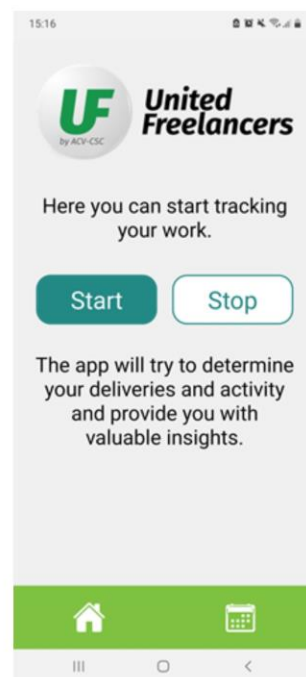 15:16
UF
by ACV-CSC
United
Freelancers
Here you can start tracking
your work.
Start
Stop
The app will try to determine
your deliveries and activity
and provide you with
valuable insights.